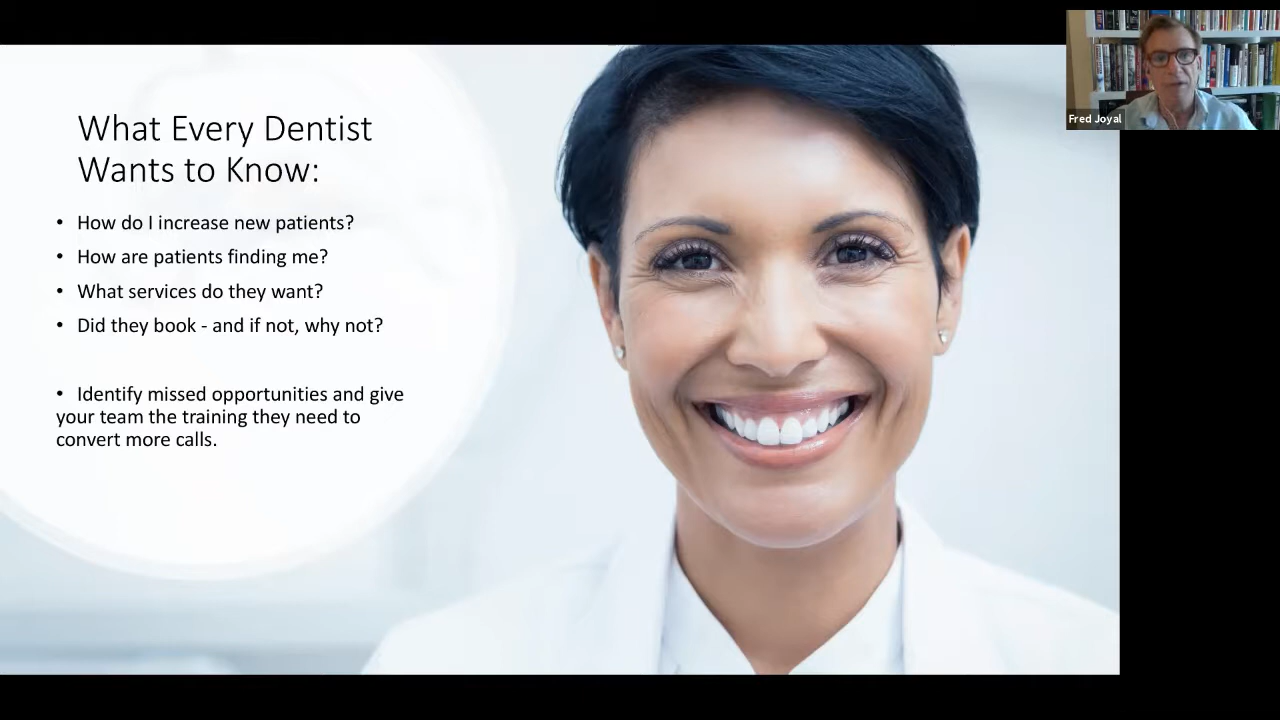 What Every Dentist
Wants to Know:
• How do I increase new patients?
• How are patients finding me?
• What services do they want?
• Did they book - and if not, why not?
• Identify missed opportunities and give
your team the training they need to
convert more calls.
Fred Joyal